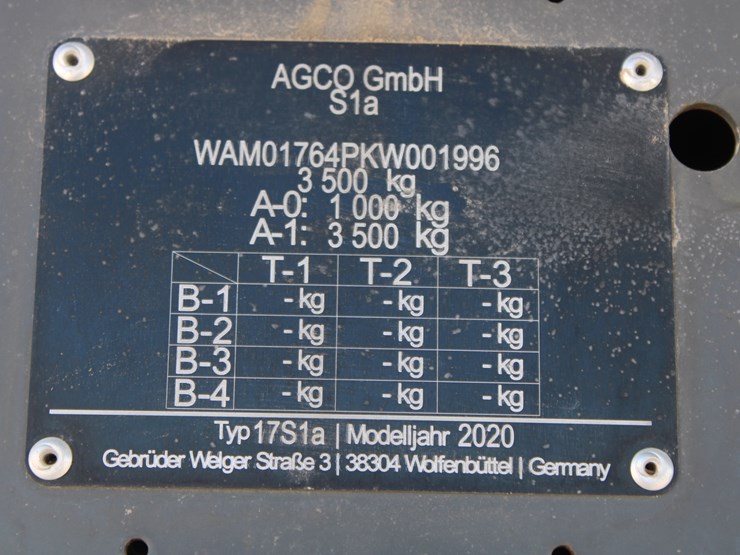 AGCO GmbH
S1a
WAM01764PKW001996
3 500 kg
A-0: 1 000 kg
A-1: 3 500 kg
T-1 T-2 T-3
B-1 - kg - kg - kg
B-2 - kg - kg - kg
B-3 - kg - kg - kg
B-4 - kg - kg - kg
Typ 17S1a | Modelljahr 2020
Gebrüder Welger Straße 3 | 38304 Wolfenbüttel | Germany